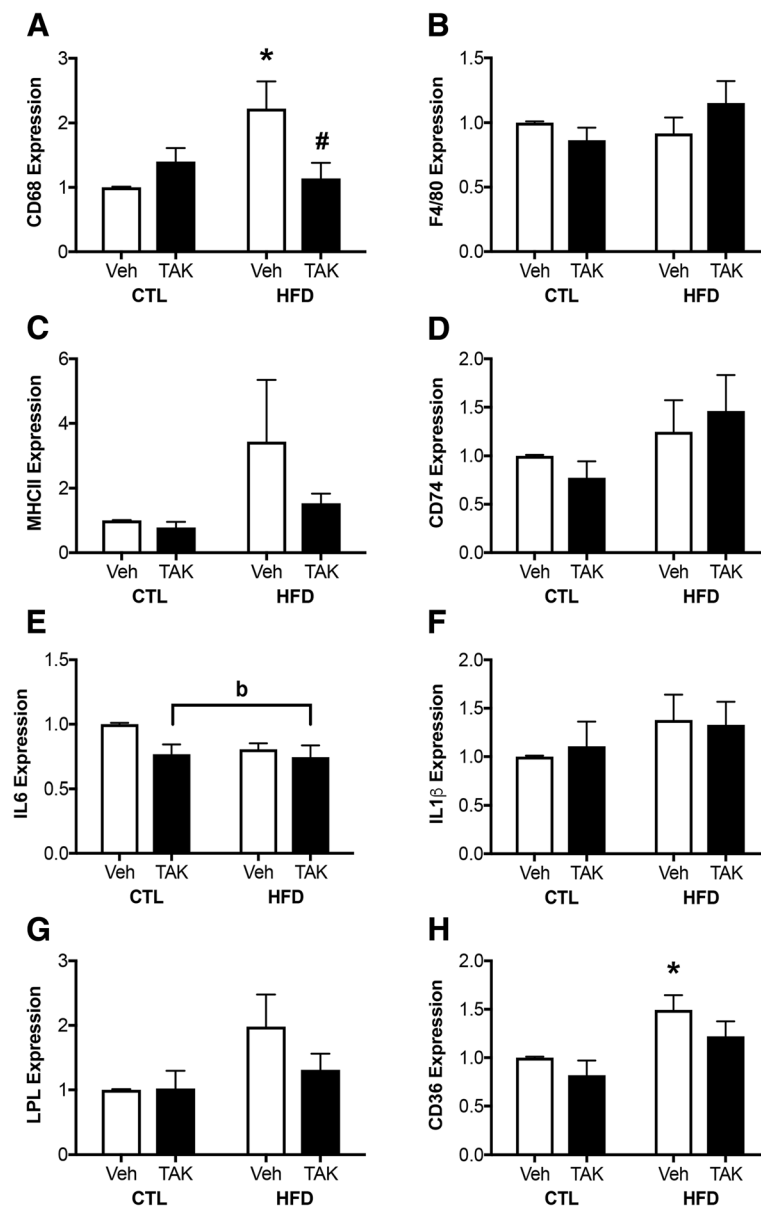 A
CD68 Expression
3
2
1
0
*
#
Veh TAK Veh TAK
CTL HFD
B
F4/80 Expression
1.5
1.0
0.5
0.0
Veh TAK Veh TAK
CTL HFD
C
MHCII Expression
6
4
2
0
Veh TAK Veh TAK
CTL HFD
D
CD74 Expression
2.0
1.5
1.0
0.5
0.0
Veh TAK Veh TAK
CTL HFD
E
IL6 Expression
1.5
1.0
0.5
0.0
b
Veh TAK Veh TAK
CTL HFD
F
IL1β Expression
2.0
1.5
1.0
0.5
0.0
Veh TAK Veh TAK
CTL HFD
G
LPL Expression
3
2
1
0
Veh TAK Veh TAK
CTL HFD
H
CD36 Expression
2.0
1.5
1.0
0.5
0.0
*
Veh TAK Veh TAK
CTL HFD